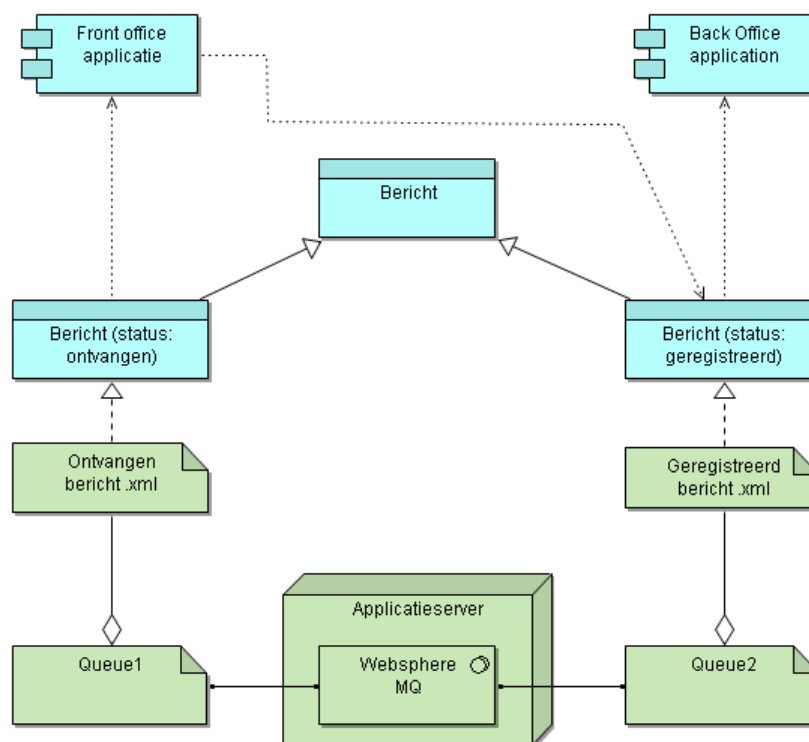 Front office
applicatie
Back Office
application
Bericht
Bericht (status:
ontvangen)
Bericht (status:
geregistreerd)
Ontvangen
bericht .xml
Geregistreerd
bericht .xml
Applicatieserver
Queue1
Websphere
MQ
Queue2